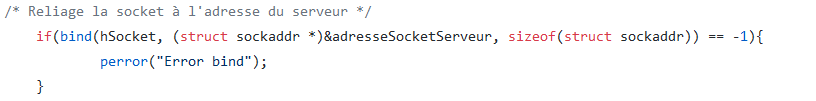 /* Reliage la socket à l'adresse du serveur */
if(bind(hSocket, (struct sockaddr *)&adresseSocketServeur, sizeof(struct sockaddr)) == -1){
perror("Error bind");
}